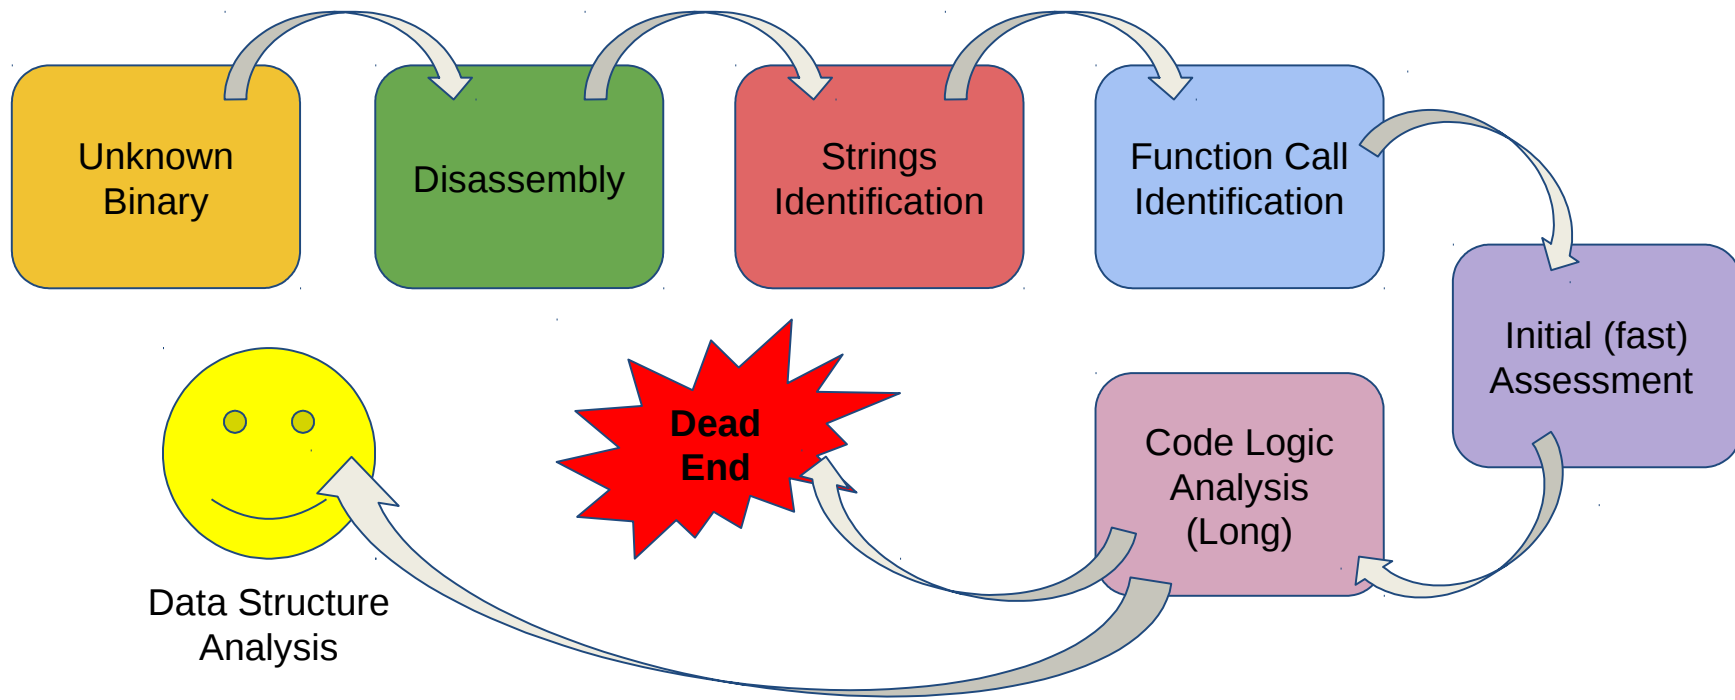 Unknown
Binary
Disassembly
Strings
Identification
Function Call
Identification
Initial (fast)
Assessment
Code Logic
Analysis
(Long)
Dead
End
Data Structure
Analysis